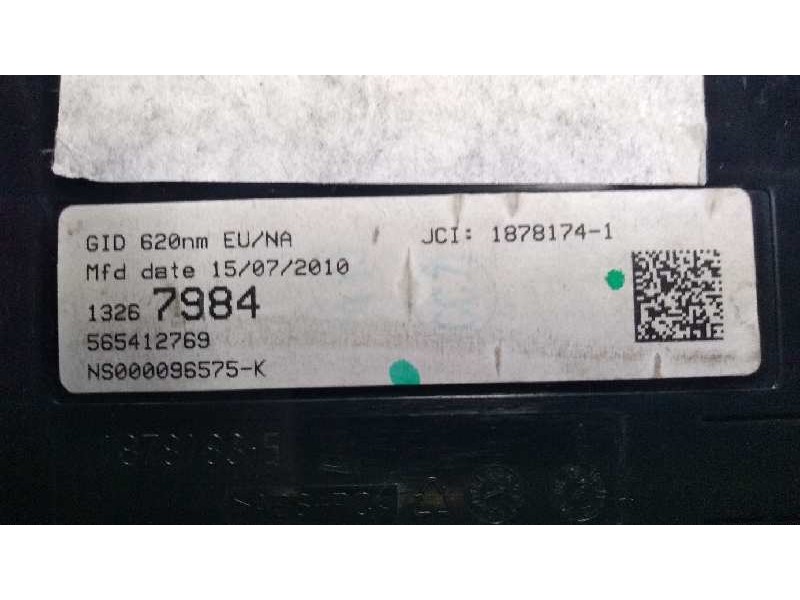 GID 620nm EU/NA JCI: 1878174-1
Mfd date 15/07/2010
1326 7984
565412769
NS000096575-K